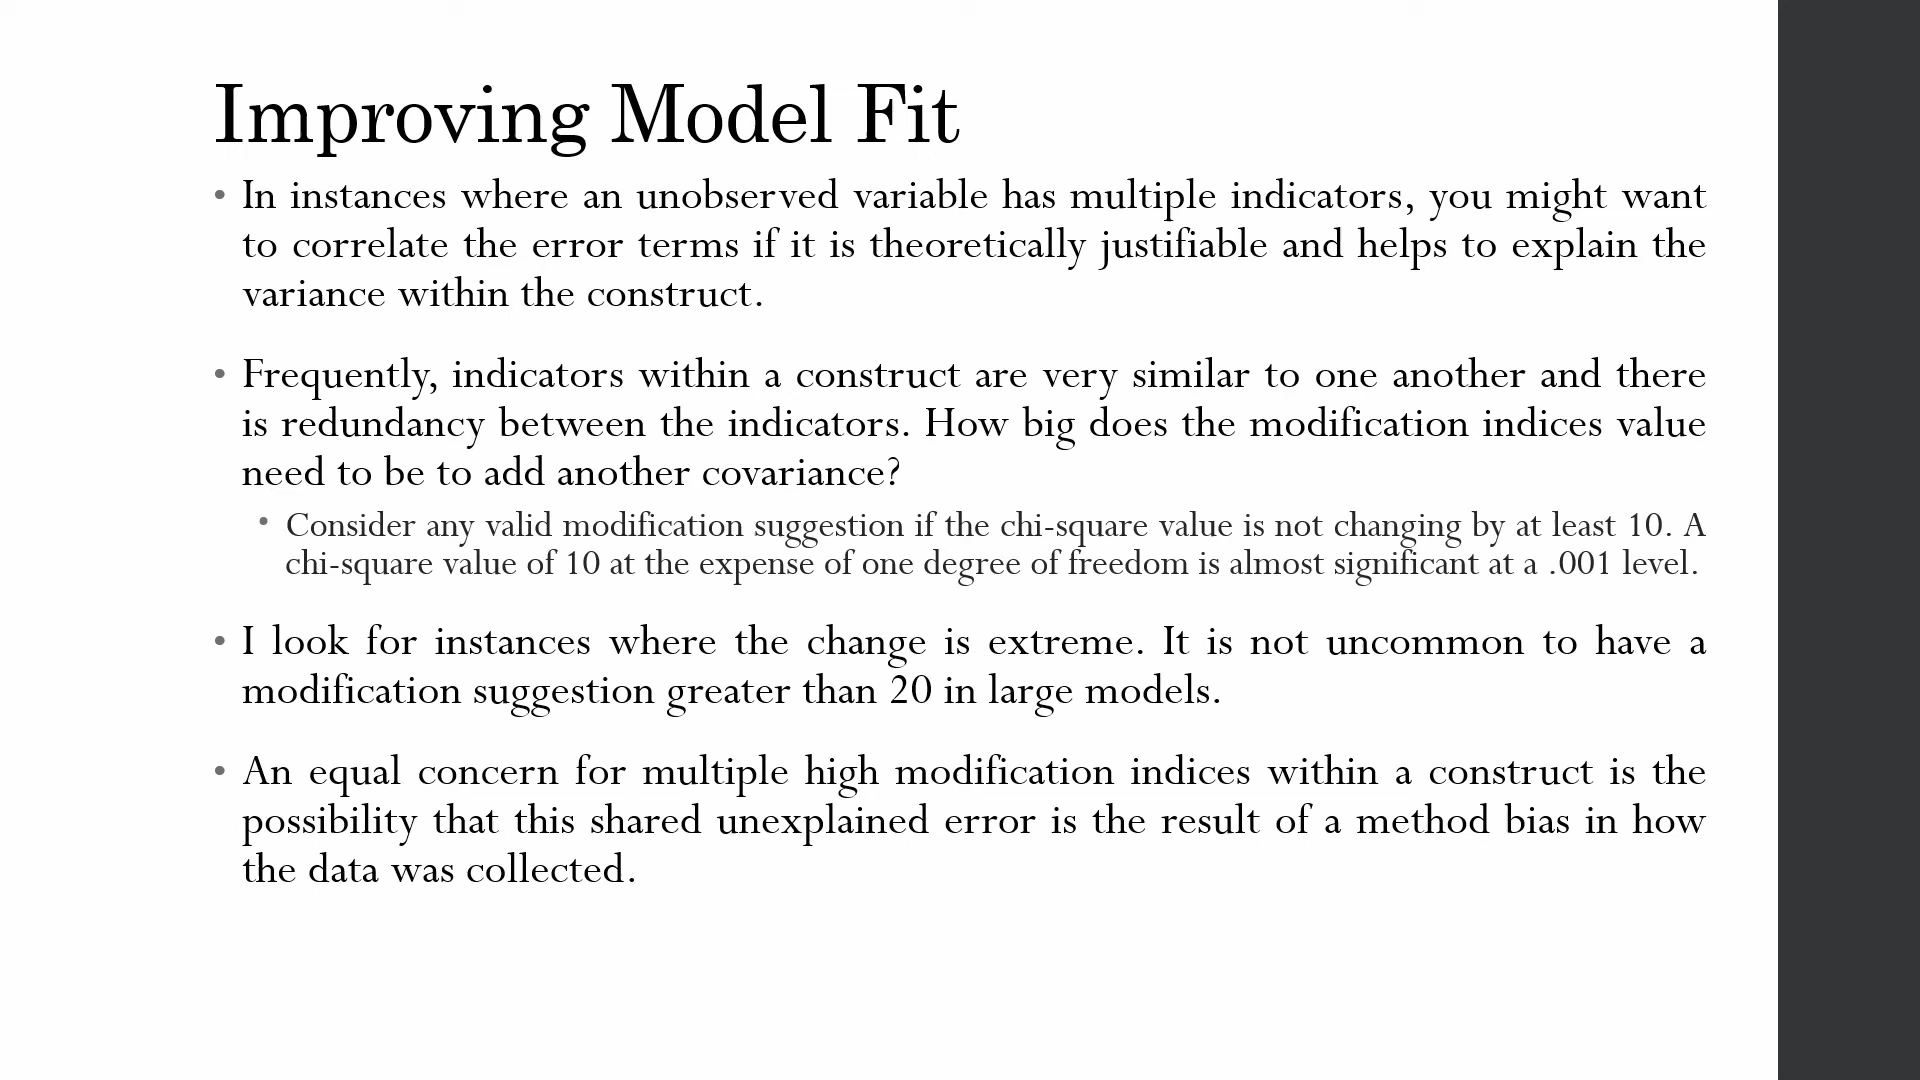 Improving Model Fit
• In instances where an unobserved variable has multiple indicators, you might want
to correlate the error terms if it is theoretically justifiable and helps to explain the
variance within the construct.
• Frequently, indicators within a construct are very similar to one another and there
is redundancy between the indicators. How big does the modification indices value
need to be to add another covariance?
• Consider any valid modification suggestion if the chi-square value is not changing by at least 10. A
chi-square value of 10 at the expense of one degree of freedom is almost significant at a .001 level.
• I look for instances where the change is extreme. It is not uncommon to have a
modification suggestion greater than 20 in large models.
• An equal concern for multiple high modification indices within a construct is the
possibility that this shared unexplained error is the result of a method bias in how
the data was collected.